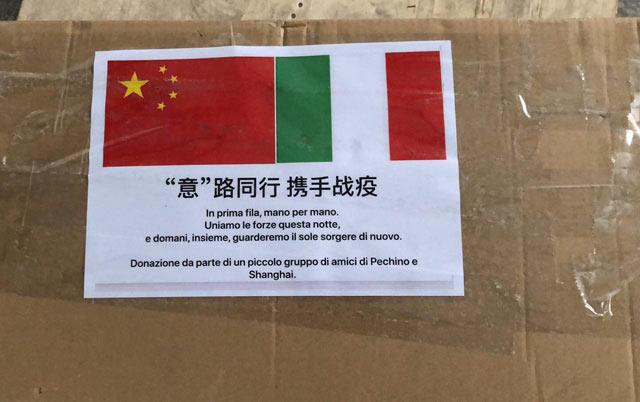 “意”路同行 携手战疫
In prima fila, mano per mano.
Uniamo le forze questa notte,
e domani, insieme, guarderemo il sole sorgere di nuovo.
Donazione da parte di un piccolo gruppo di amici di Pechino e
Shanghai.